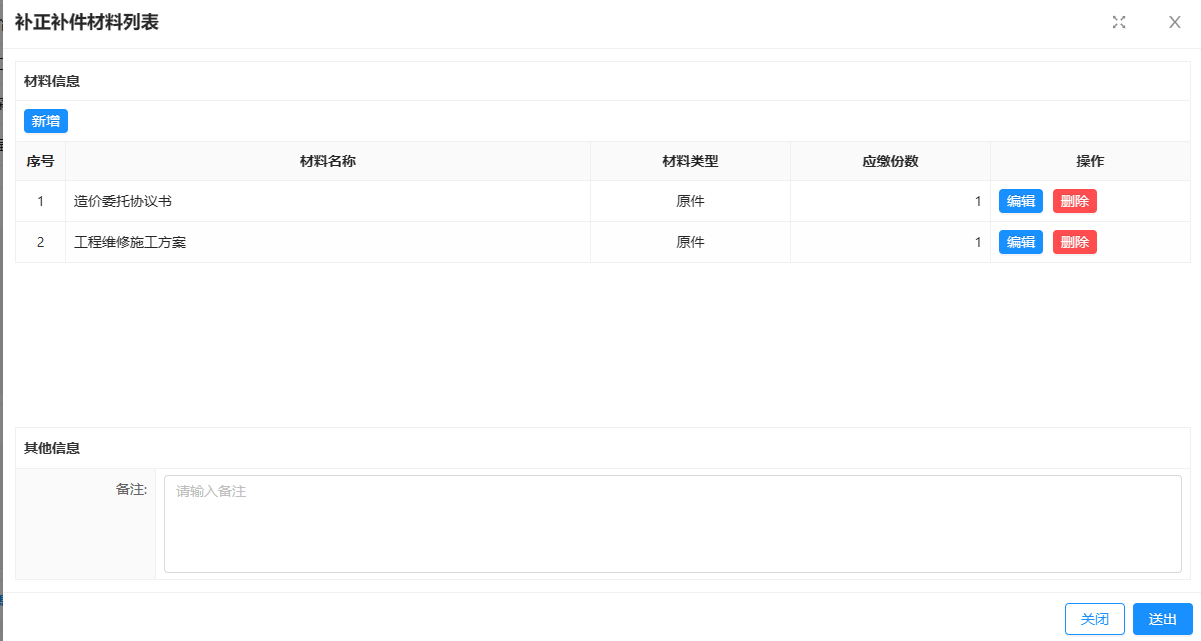 补正补件材料列表
材料信息
新增
序号 材料名称 材料类型 应缴份数 操作
1 造价委托协议书 原件 1 编辑 删除
2 工程维修施工方案 原件 1 编辑 删除
其他信息
备注: 请输入备注
关闭 送出